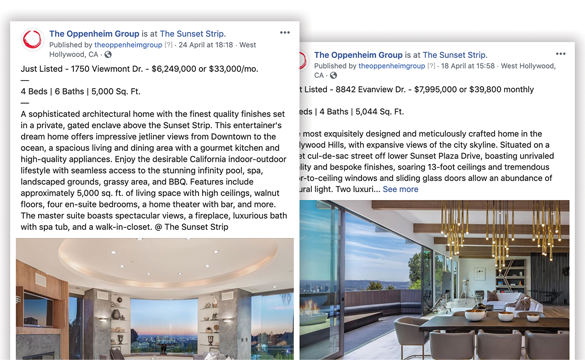 The Oppenheim Group is at The Sunset Strip.
Published by theoppenheimgroup [?] · 24 April at 18:18 · West
Hollywood, CA ·
Just Listed - 1750 Viewmont Dr. - $6,249,000 or $33,000/mo.
—
4 Beds | 6 Baths | 5,000 Sq. Ft.
—
A sophisticated architectural home with the finest quality finishes set
in a private, gated enclave above the Sunset Strip. This entertainer's
dream home offers impressive jetliner views from Downtown to the
ocean, a spacious living and dining area with a gourmet kitchen and
high-quality appliances. Enjoy the desirable California indoor-outdoor
lifestyle with seamless access to the stunning infinity pool, spa,
landscaped grounds, grassy area, and BBQ. Features include
approximately 5,000 sq. ft. of living space with high ceilings, walnut
floors, four en-suite bedrooms, a home theater with bar, and more.
The master suite boasts spectacular views, a fireplace, luxurious bath
with spa tub, and a walk-in-closet. @ The Sunset Strip
The Oppenheim Group is at The Sunset Strip.
Published by theoppenheimgroup [?] · 18 April at 15:58 · West Hollywood,
CA ·
t Listed - 8842 Evanview Dr. - $7,995,000 or $39,800 monthly
eds | 4 Baths | 5,044 Sq. Ft.
most exquisitely designed and meticulously crafted home in the
lywood Hills, with expansive views of the city skyline. Situated on a
et cul-de-sac street off lower Sunset Plaza Drive, boasting unrivaled
lity and bespoke finishes, soaring 13-foot ceilings and tremendous
or-to-ceiling windows and sliding glass doors allow an abundance of
ural light. Two luxuri... See more